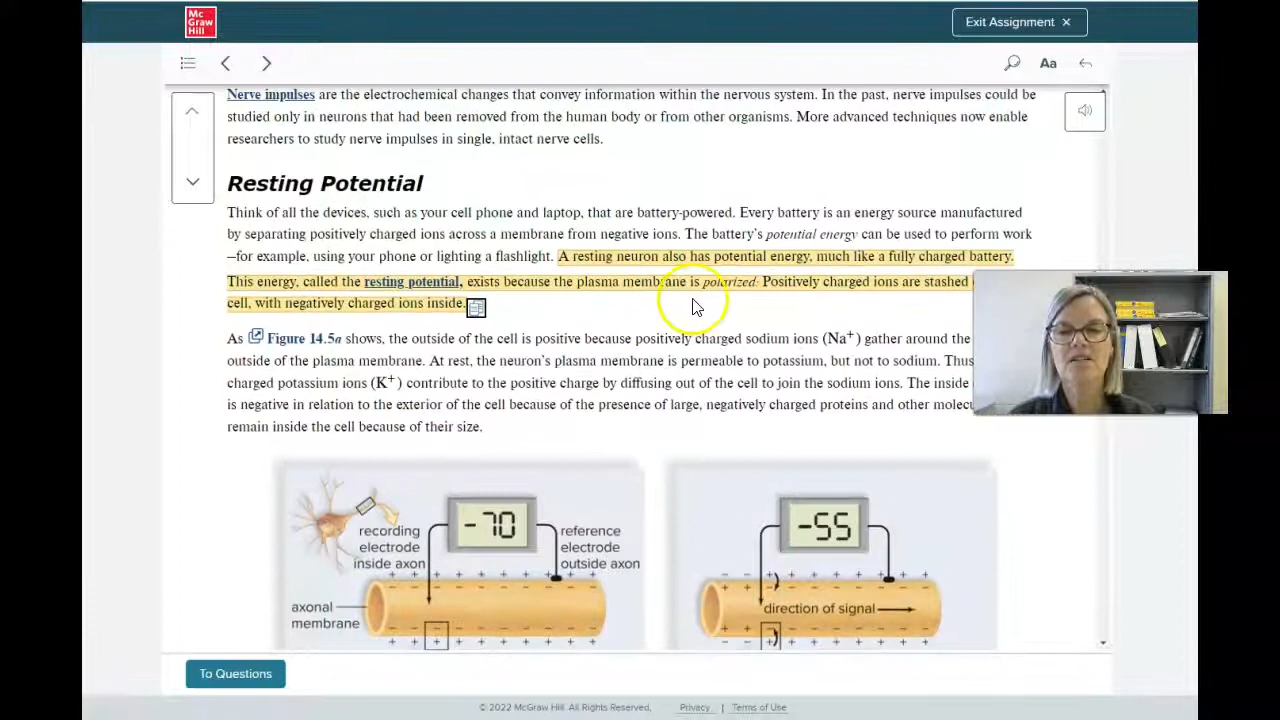 Mc
Graw
Hill
Exit Assignment ×
Aa
Nerve impulses are the electrochemical changes that convey information within the nervous system. In the past, nerve impulses could be
studied only in neurons that had been removed from the human body or from other organisms. More advanced techniques now enable
researchers to study nerve impulses in single, intact nerve cells.
Resting Potential
Think of all the devices, such as your cell phone and laptop, that are battery-powered. Every battery is an energy source manufactured
by separating positively charged ions across a membrane from negative ions. The battery's potential energy can be used to perform work
—for example, using your phone or lighting a flashlight. A resting neuron also has potential energy, much like a fully charged battery.
This energy, called the resting potential, exists because the plasma membrane is polarized: Positively charged ions are stashed
cell, with negatively charged ions inside.
As Figure 14.5a shows, the outside of the cell is positive because positively charged sodium ions (Na+) gather around the
outside of the plasma membrane. At rest, the neuron's plasma membrane is permeable to potassium, but not to sodium. Thus
charged potassium ions (K+) contribute to the positive charge by diffusing out of the cell to join the sodium ions. The inside
is negative in relation to the exterior of the cell because of the presence of large, negatively charged proteins and other
remain inside the cell because of their size.
-70
recording
electrode
inside axon
reference
electrode
outside axon
axonal
membrane
-55
direction of signal
To Questions
© 2022 McGraw Hill. All Rights Reserved. Privacy | Terms of Use